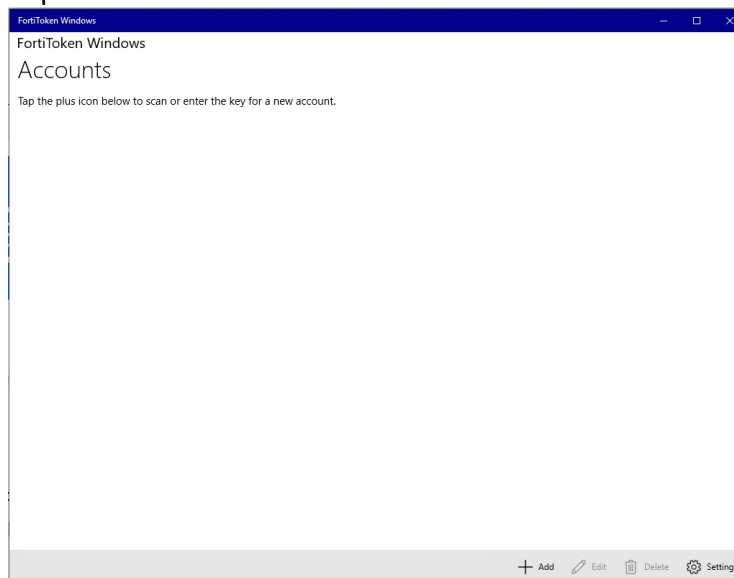 FortiToken Windows
FortiToken Windows
Accounts
Tap the plus icon below to scan or enter the key for a new account.
Add Edit Delete Setting